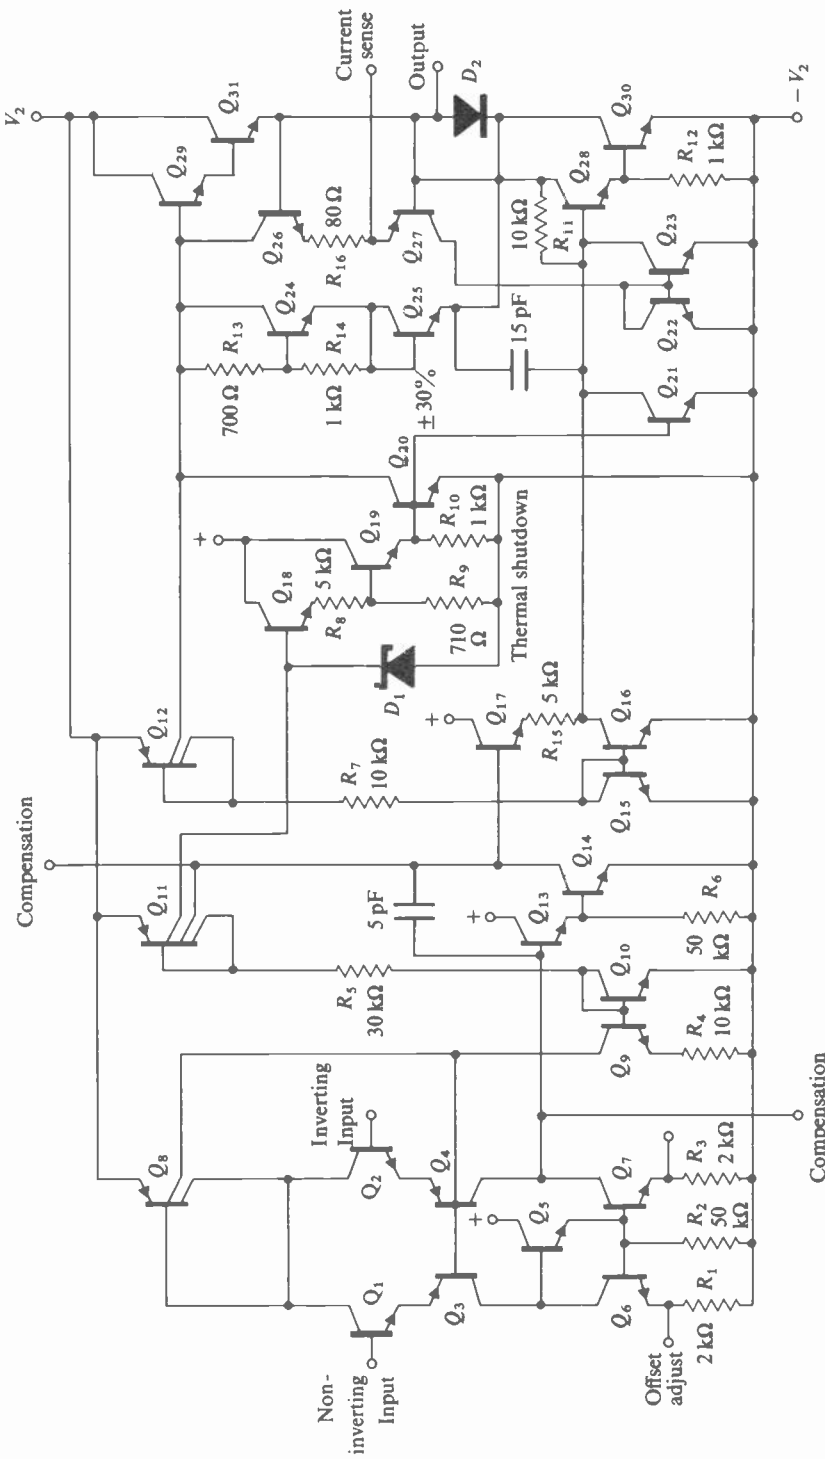 Compensation
V₂
Q₈
Q₁₁
Q₁₂
+
Q₁₈
R₁₃
700 Ω
Q₂₄
R₁₄
1 kΩ
Q₂₉
Q₃₁
Q₂₆
R₁₆
80 Ω
Current
sense
Non-
inverting
Input
Q₁
Q₂
Inverting
Input
R₅
30 kΩ
R₇
10 kΩ
R₈
5 kΩ
Q₁₉
Q₂₀
±30%
Q₂₅
Q₂₇
Output
Q₃
Q₄
5 pF
+
Q₁₇
D₁
710
Ω
R₉
R₁₀
1 kΩ
Thermal shutdown
15 pF
10 kΩ
R₁₁
D₂
+
Q₅
+
Q₁₃
R₁₅
5 kΩ
Q₂₈
Q₃₀
Offset
adjust
Q₆
Q₇
Q₉
Q₁₀
Q₁₄
Q₁₅
Q₁₆
Q₂₁
Q₂₂
Q₂₃
2 kΩ
R₁
R₂
50
kΩ
R₃
2 kΩ
R₄
10 kΩ
50
kΩ
R₆
R₁₂
1 kΩ
Compensation
− V₂